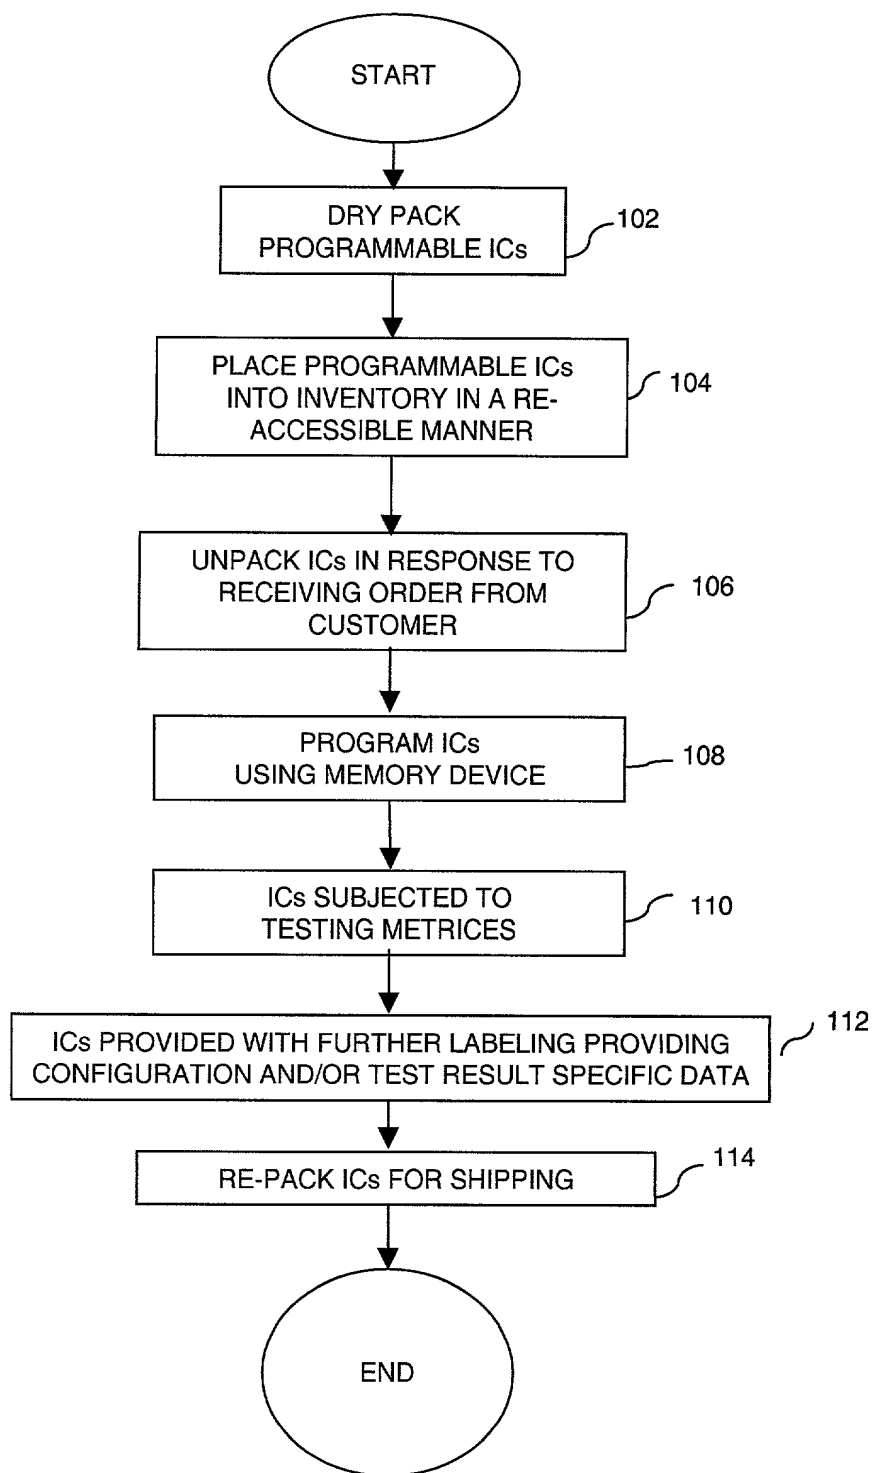 START
DRY PACK
PROGRAMMABLE ICs
102
PLACE PROGRAMMABLE ICs
INTO INVENTORY IN A RE-
ACCESSIBLE MANNER
104
UNPACK ICs IN RESPONSE TO
RECEIVING ORDER FROM
CUSTOMER
106
PROGRAM ICs
USING MEMORY DEVICE
108
ICs SUBJECTED TO
TESTING METRICES
110
ICs PROVIDED WITH FURTHER LABELING PROVIDING
CONFIGURATION AND/OR TEST RESULT SPECIFIC DATA
112
RE-PACK ICs FOR SHIPPING
114
END